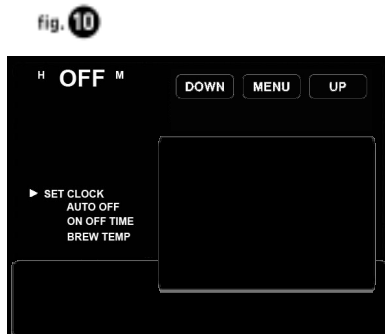 fig. 10
H OFF M
DOWN MENU UP
▶ SET CLOCK
AUTO OFF
ON OFF TIME
BREW TEMP